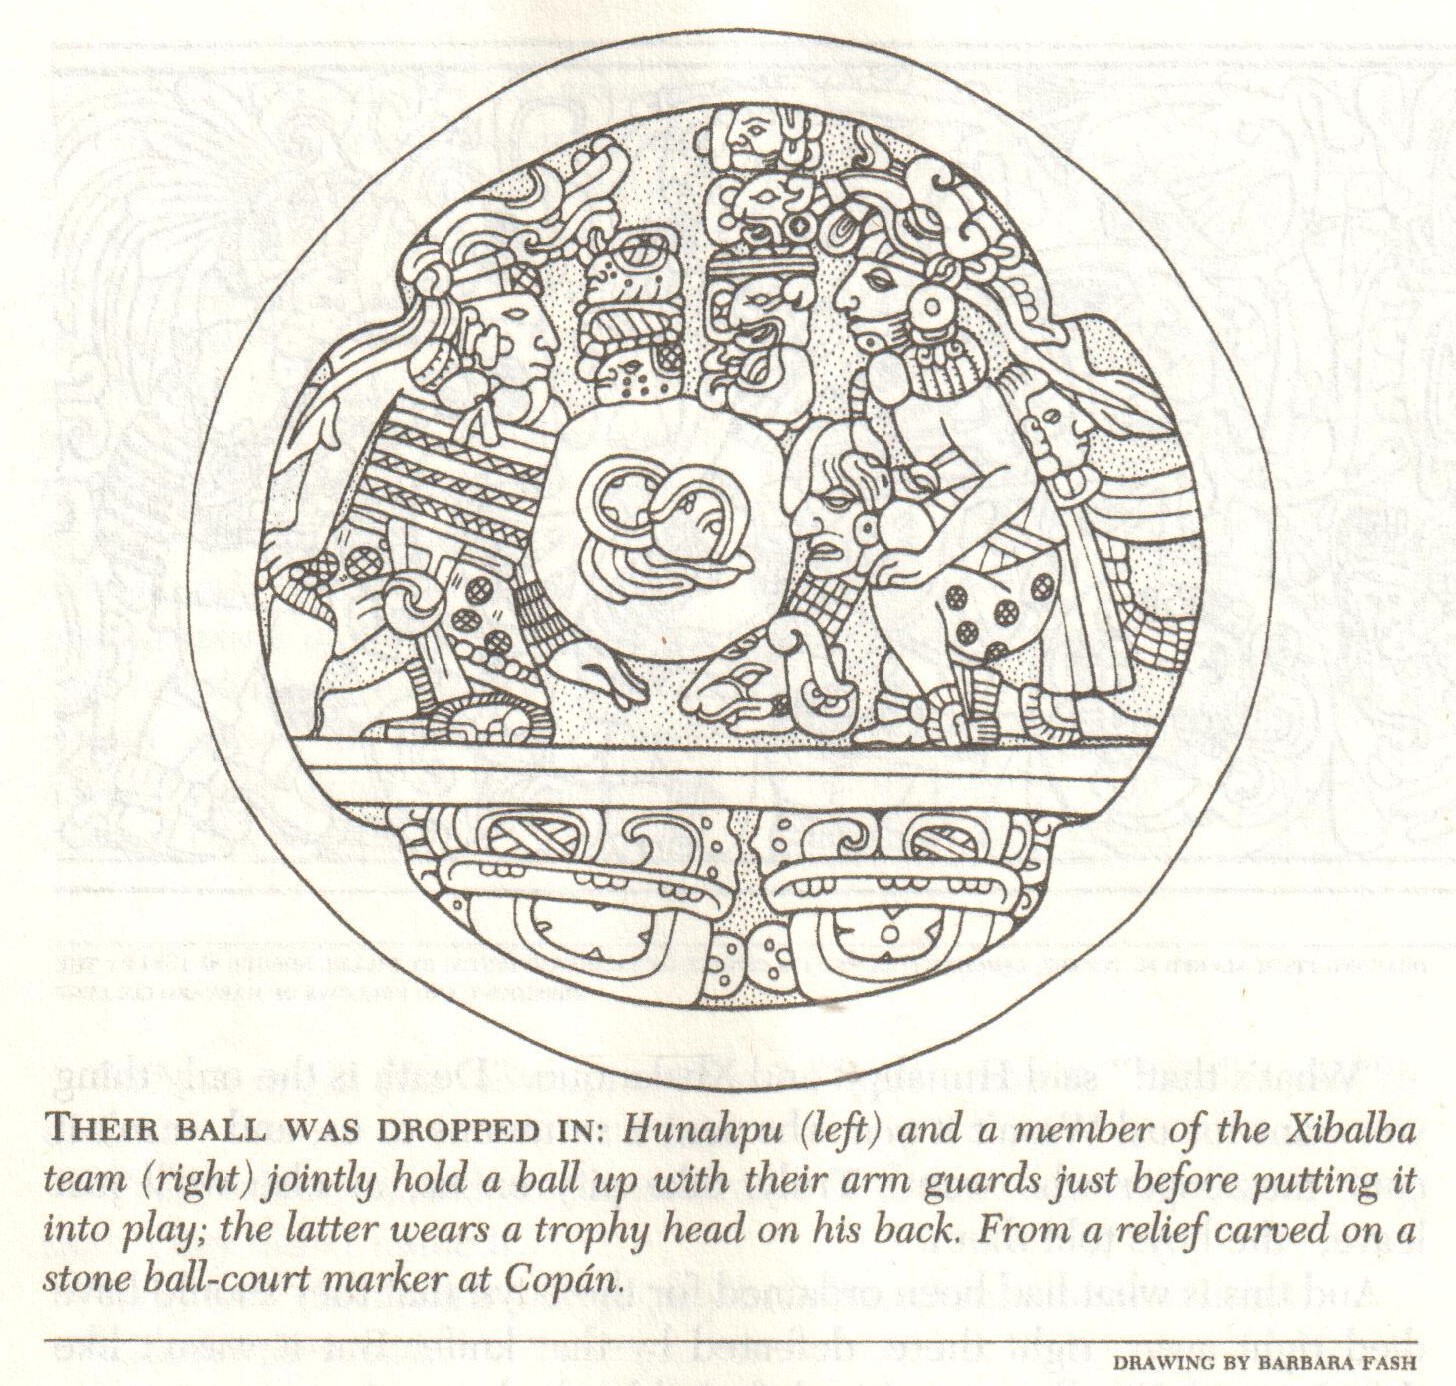 THEIR BALL WAS DROPPED IN: Hunahpu (left) and a member of the Xibalba
team (right) jointly hold a ball up with their arm guards just before putting it
into play; the latter wears a trophy head on his back. From a relief carved on a
stone ball-court marker at Copán.
DRAWING BY BARBARA FASH